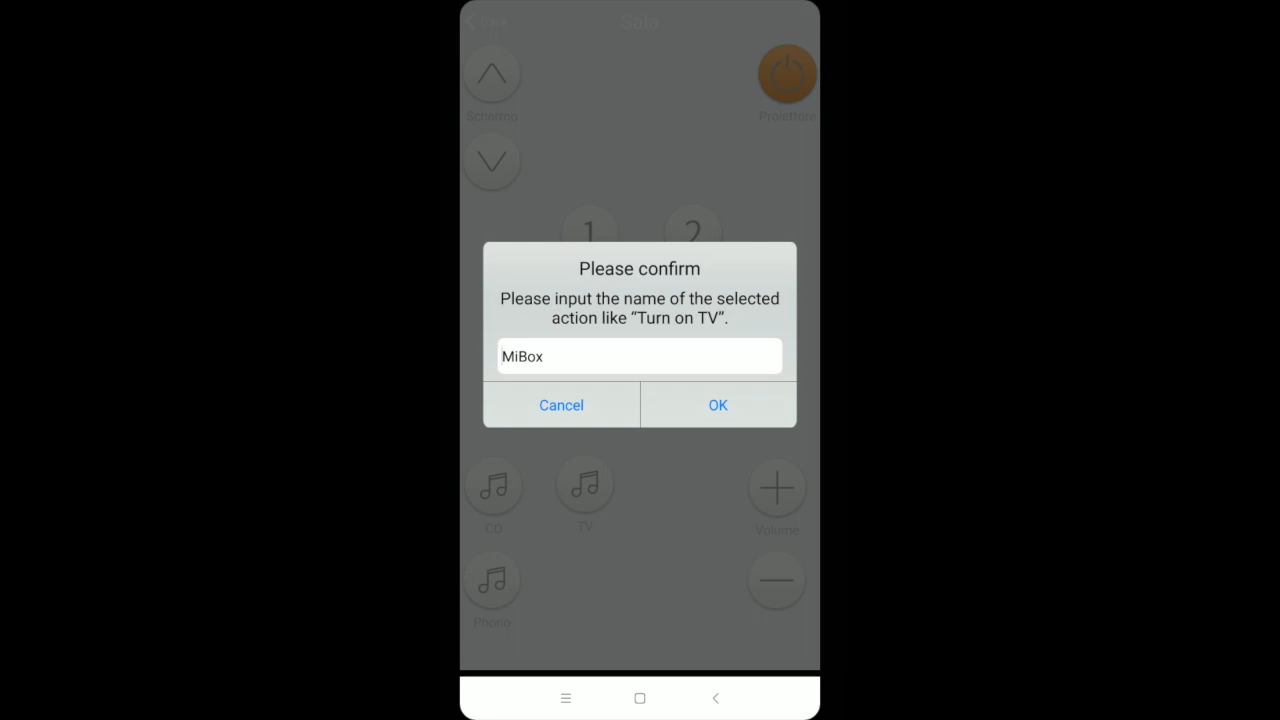 Sala
Schermo
Proiettore
1
2
Please confirm
Please input the name of the selected
action like “Turn on TV”.
MiBox
Cancel
OK
CD
TV
Volume
Phono